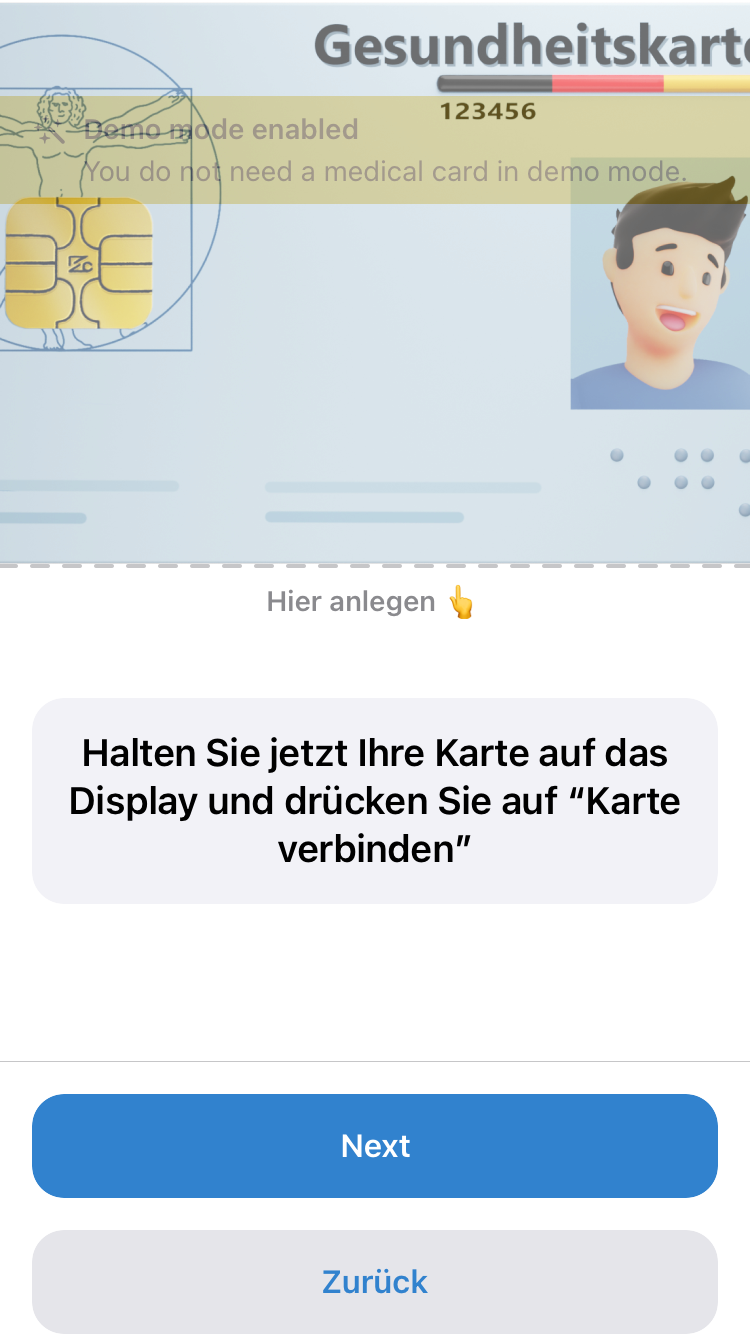 Gesundheitskarte
123456
Demo mode enabled
You do not need a medical card in demo mode.
Hier anlegen 👆
Halten Sie jetzt Ihre Karte auf das
Display und drücken Sie auf “Karte
verbinden”
Next
Zurück